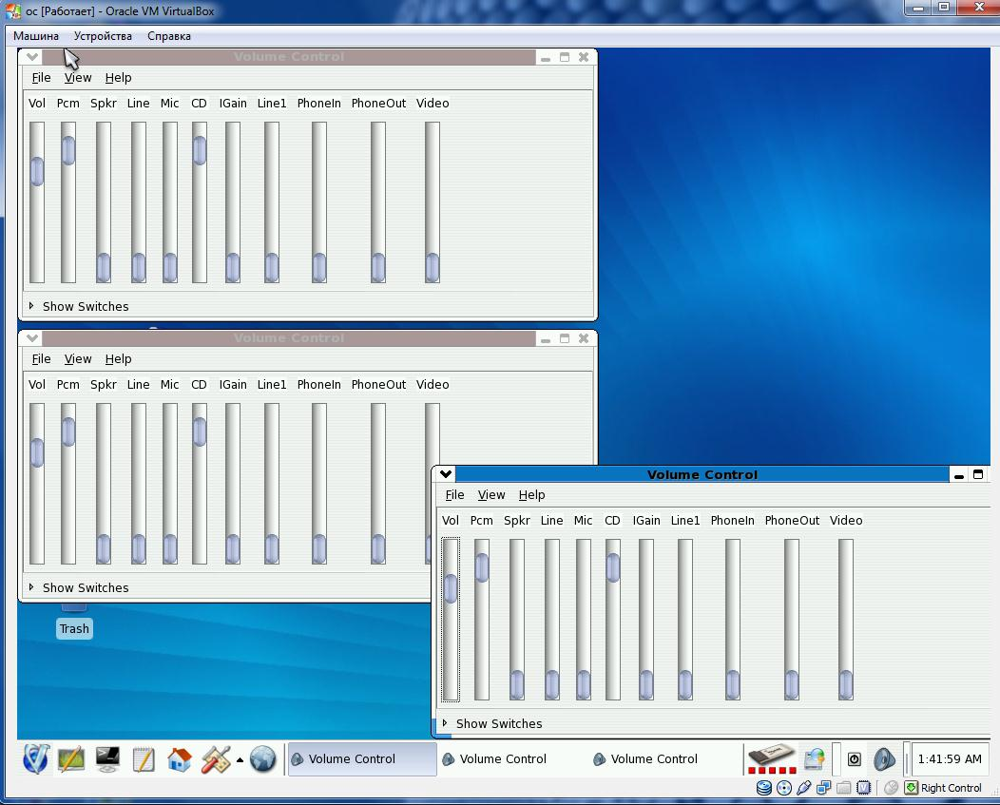 ос [Работает] - Oracle VM VirtualBox
Машина Устройства Справка
Volume Control
File View Help
Vol Pcm Spkr Line Mic CD IGain Line1 PhoneIn PhoneOut Video
Show Switches
Volume Control
File View Help
Vol Pcm Spkr Line Mic CD IGain Line1 PhoneIn PhoneOut Video
Show Switches
Volume Control
File View Help
Vol Pcm Spkr Line Mic CD IGain Line1 PhoneIn PhoneOut Video
Show Switches
Trash
Volume Control Volume Control Volume Control 1:41:59 AM
Right Control